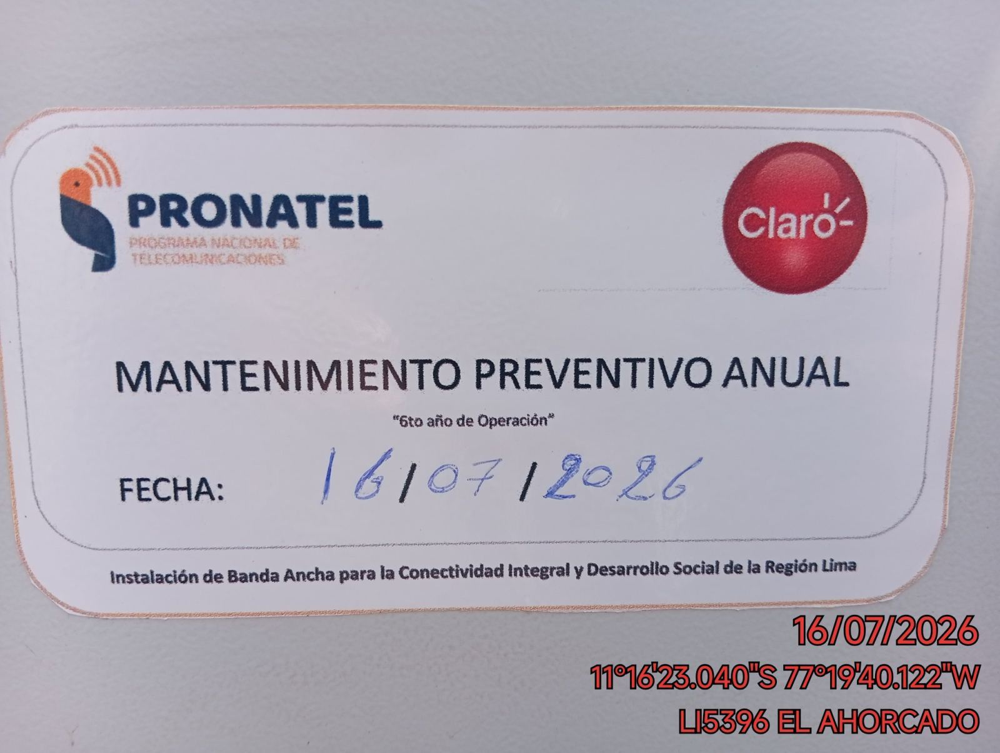 PRONATEL
PROGRAMA NACIONAL DE
TELECOMUNICACIONES
Claro
MANTENIMIENTO PREVENTIVO ANUAL
"6to año de Operación"
FECHA: 16/07/2026
Instalación de Banda Ancha para la Conectividad Integral y Desarrollo Social de la Región Lima
16/07/2026
11°16'23.040"S 77°19'40.122"W
LI5396 EL AHORCADO